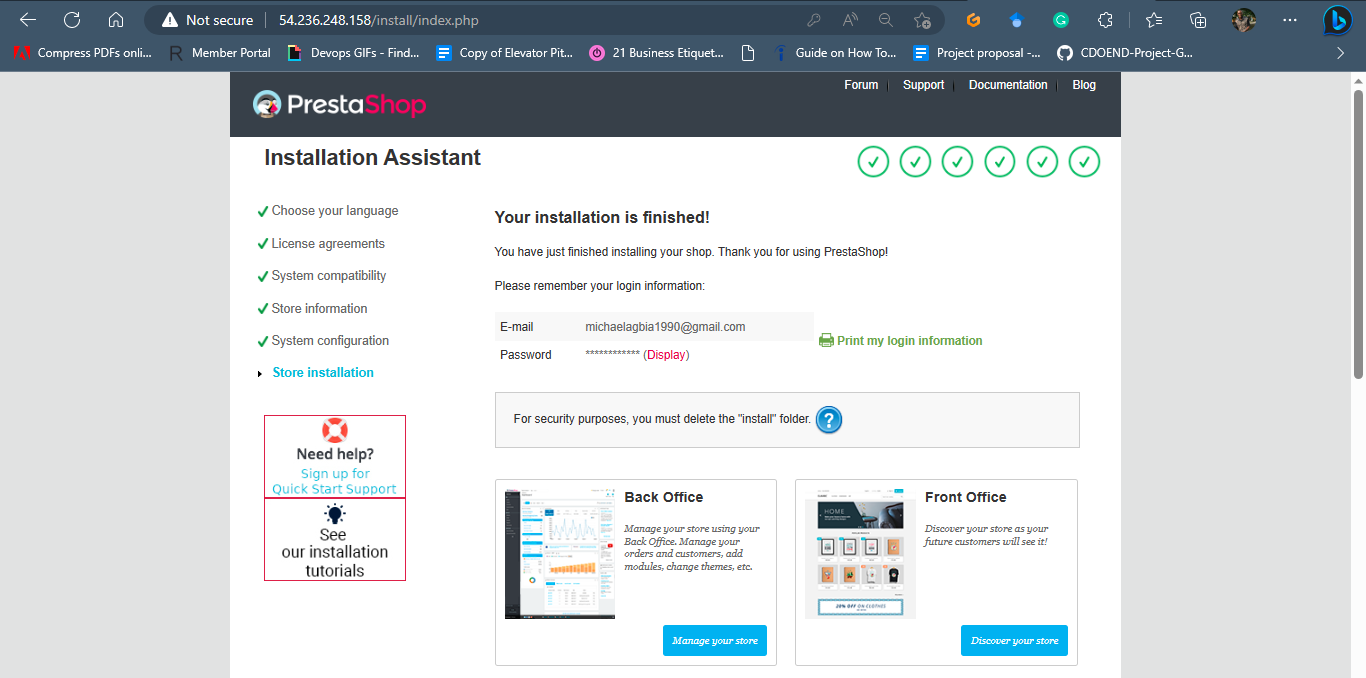 Not secure
54.236.248.158/install/index.php
Compress PDFs onlin...
Member Portal
Devops GIFs - Find...
Copy of Elevator Pit...
21 Business Etiquet...
Guide on How To...
Project proposal -...
CDOEND-Project-G...
PrestaShop
Forum
Support
Documentation
Blog
Installation Assistant
Choose your language
License agreements
System compatibility
Store information
System configuration
Store installation
Need help?
Sign up for
Quick Start Support
See
our installation
tutorials
Your installation is finished!
You have just finished installing your shop. Thank you for using PrestaShop!
Please remember your login information:
E-mail michaelagbia1990@gmail.com
Password ************ (Display)
Print my login information
For security purposes, you must delete the "install" folder.
Back Office
Manage your store using your
Back Office. Manage your
orders and customers, add
modules, change themes, etc.
Manage your store
Front Office
Discover your store as your
future customers will see it!
HOME
20% OFF ON CLOTHES
Discover your store